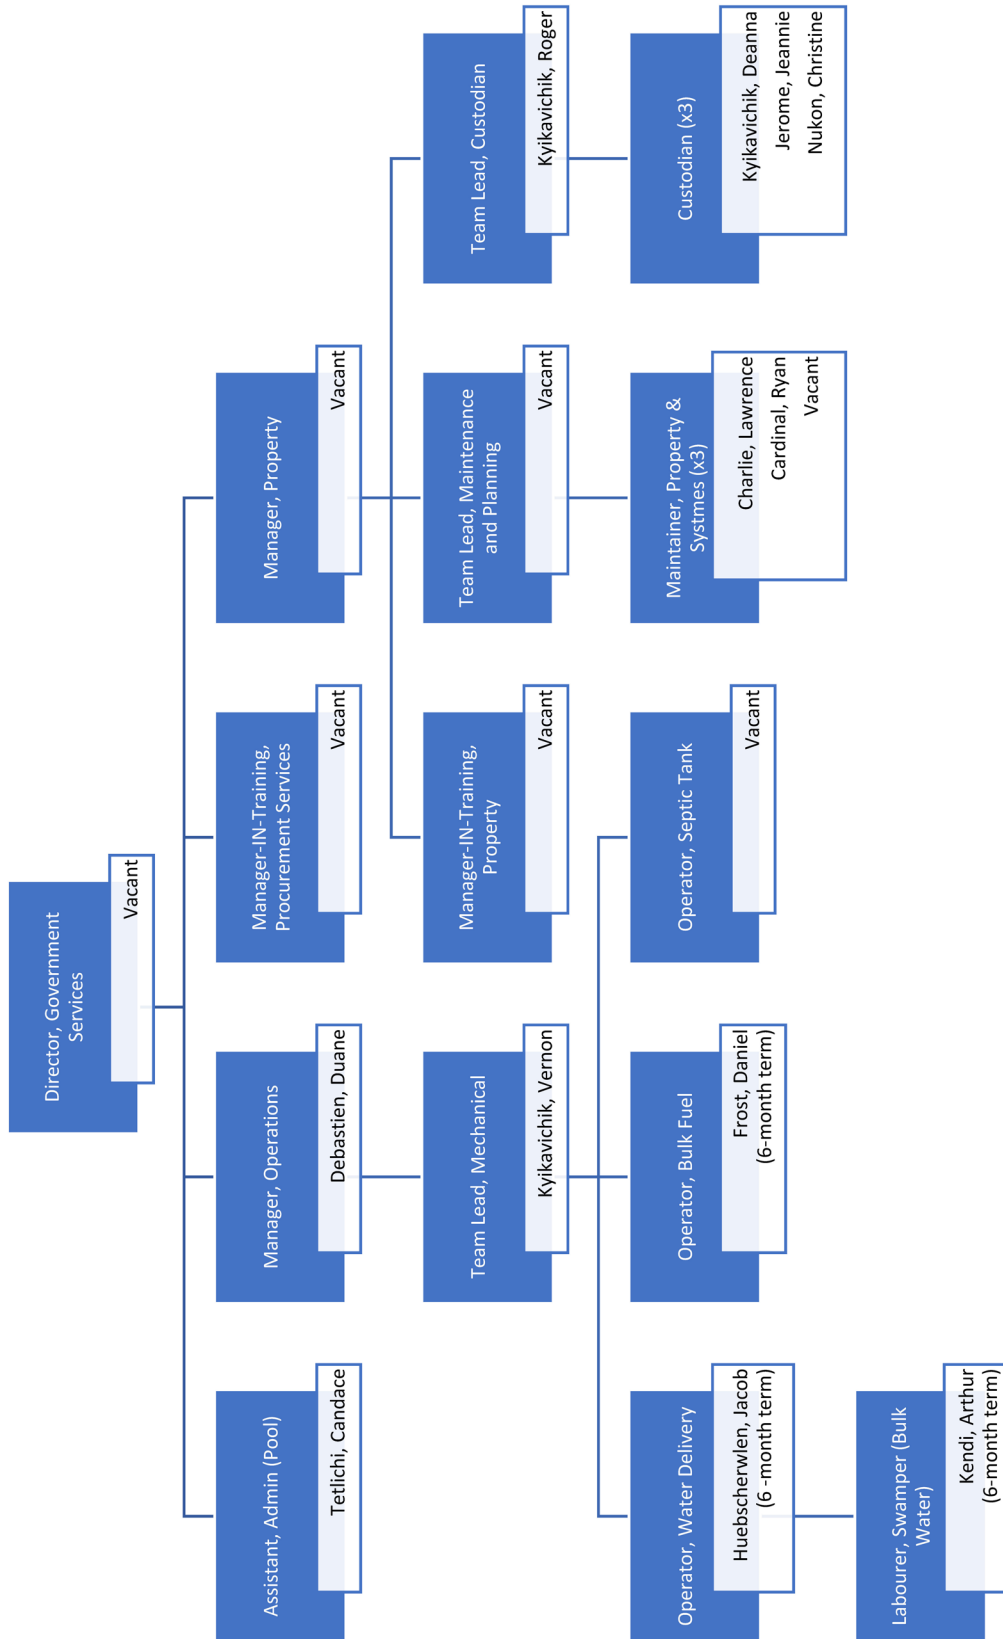 Director, Government
Services
Vacant
Assistant, Admin (Pool)
Tetlichi, Candace
Manager, Operations
Debastien, Duane
Manager-IN-Training,
Procurement Services
Vacant
Manager, Property
Vacant
Team Lead, Mechanical
Kyikavichik, Vernon
Manager-IN-Training,
Property
Vacant
Team Lead, Maintenance
and Planning
Vacant
Team Lead, Custodian
Kyikavichik, Roger
Operator, Water Delivery
Huebscherwlen, Jacob
(6 -month term)
Operator, Bulk Fuel
Frost, Daniel
(6-month term)
Operator, Septic Tank
Vacant
Maintainer, Property &
Systmes (x3)
Charlie, Lawrence
Cardinal, Ryan
Vacant
Custodian (x3)
Kyikavichik, Deanna
Jerome, Jeannie
Nukon, Christine
Labourer, Swamper (Bulk
Water)
Kendi, Arthur
(6-month term)